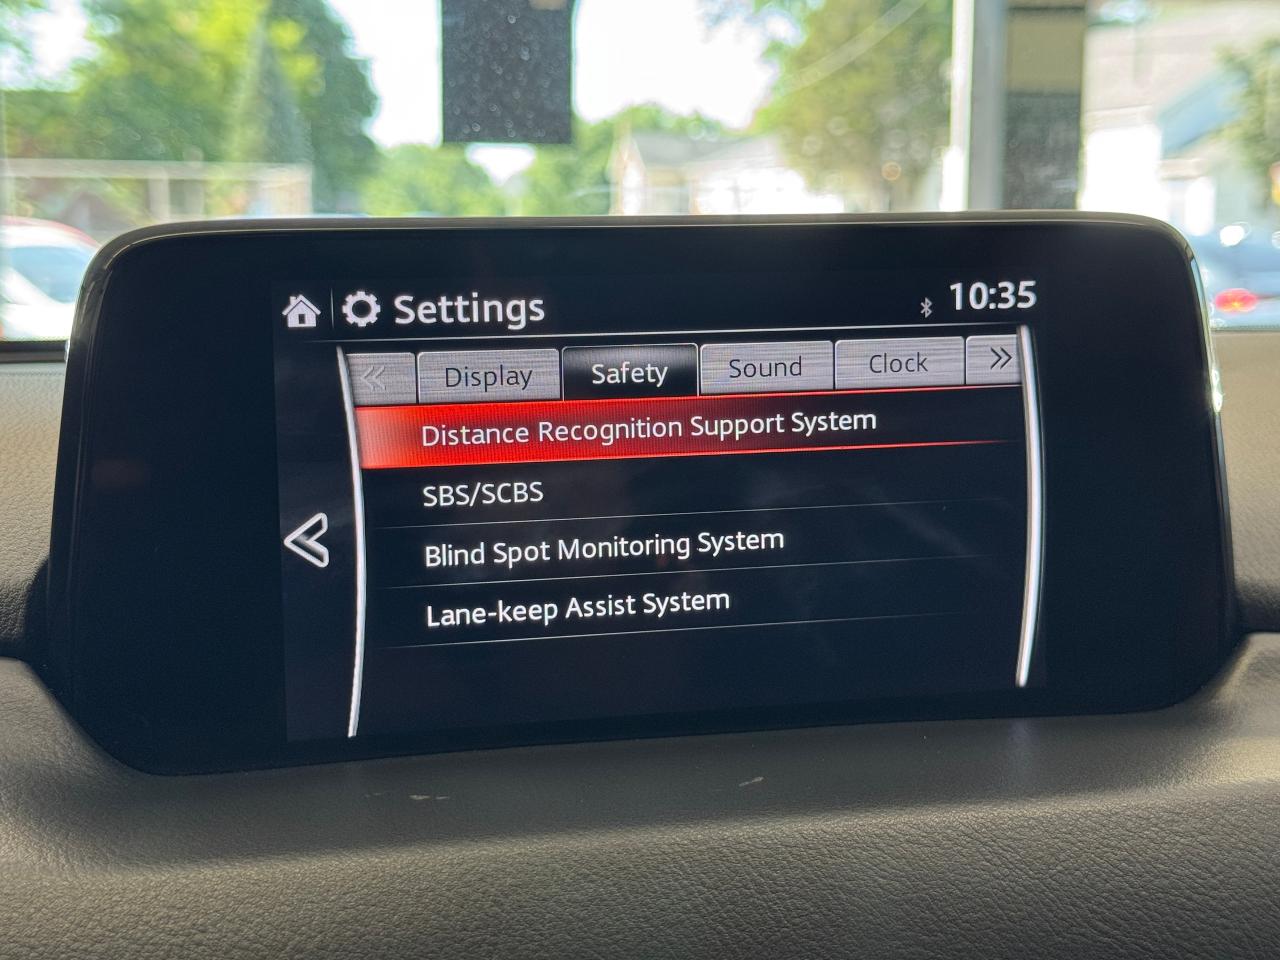 Settings
10:35
Display
Safety
Sound
Clock
Distance Recognition Support System
SBS/SCBS
Blind Spot Monitoring System
Lane-keep Assist System